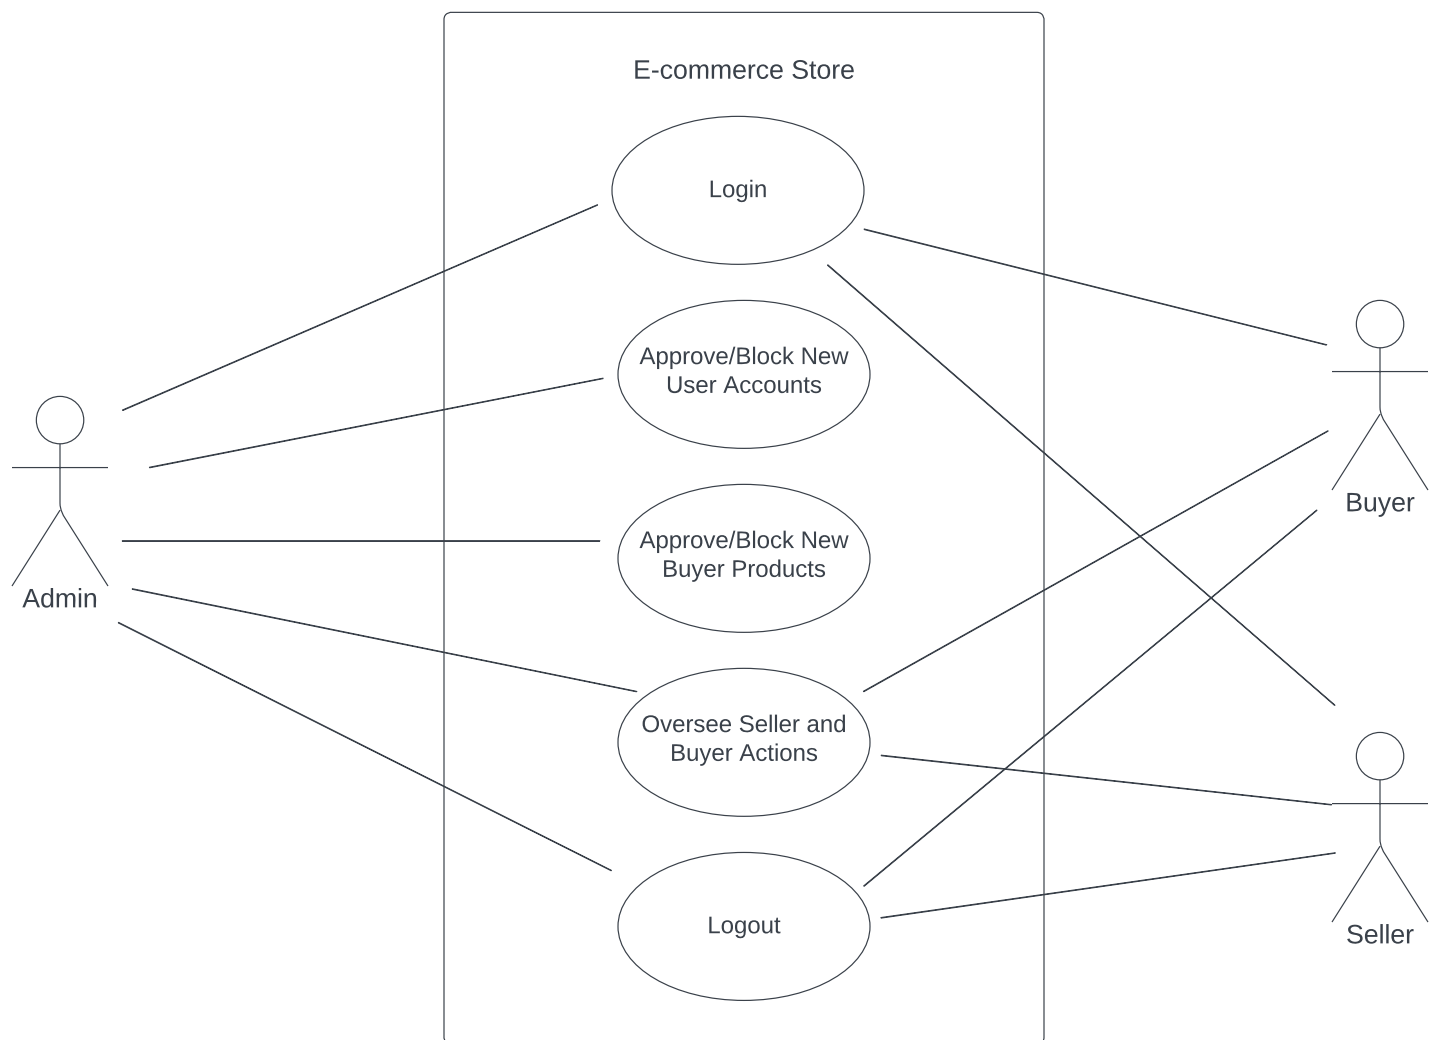 E-commerce Store
Login
Approve/Block New
User Accounts
Approve/Block New
Buyer Products
Oversee Seller and
Buyer Actions
Logout
Admin
Buyer
Seller